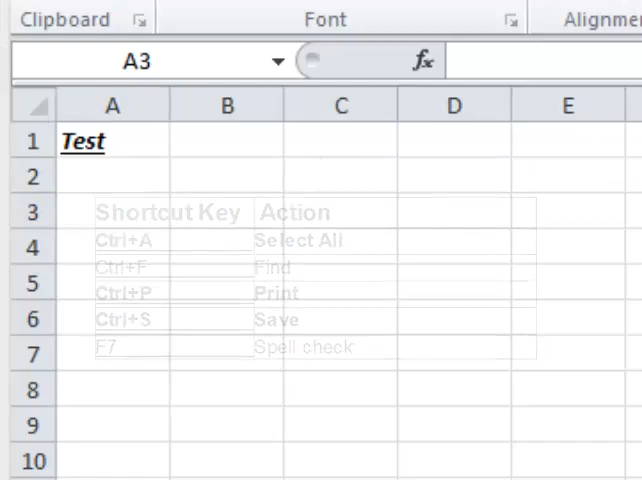 Clipboard Font Alignme
A3 fx
A B C D E
1 Test
2
3 Shortcut Key Action
4 Ctrl+A Select All
Ctrl+F Find
5 Ctrl+P Print
6 Ctrl+S Save
7 F7 Spell check
8
9
10